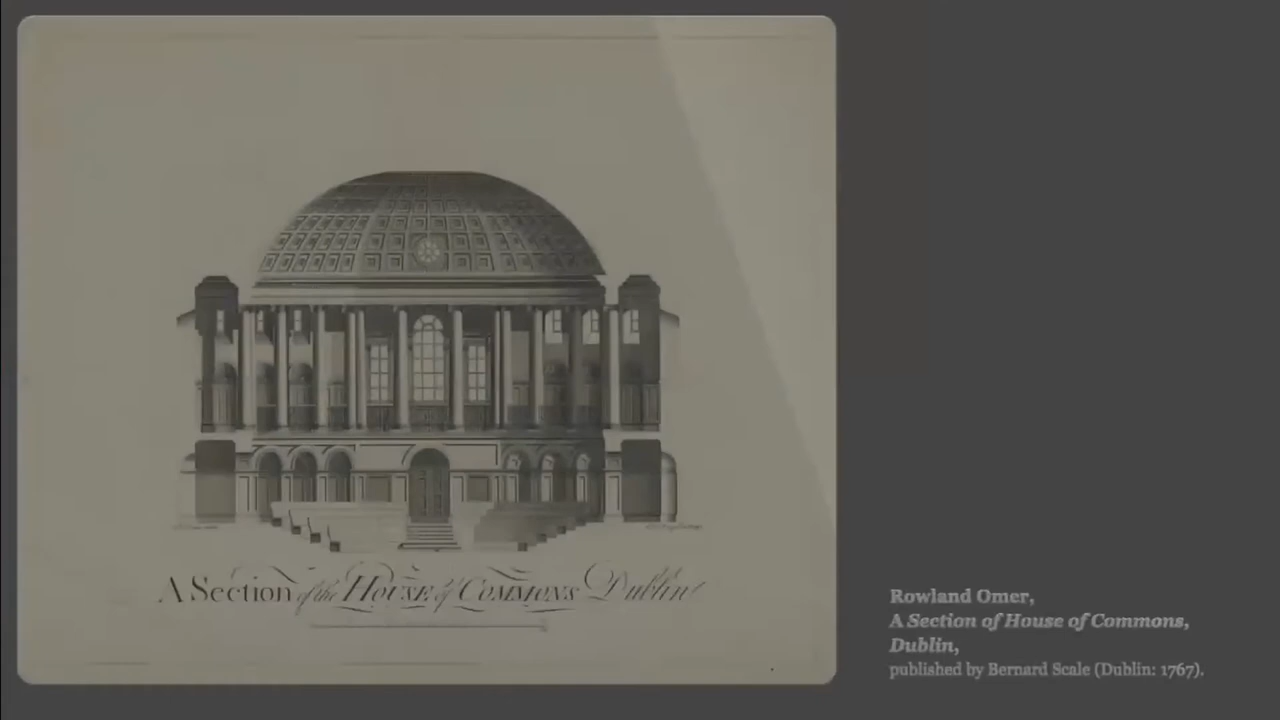 A Section of the House of Commons Dublin
Rowland Omer,
A Section of House of Commons,
Dublin,
published by Bernard Scale (Dublin: 1767).